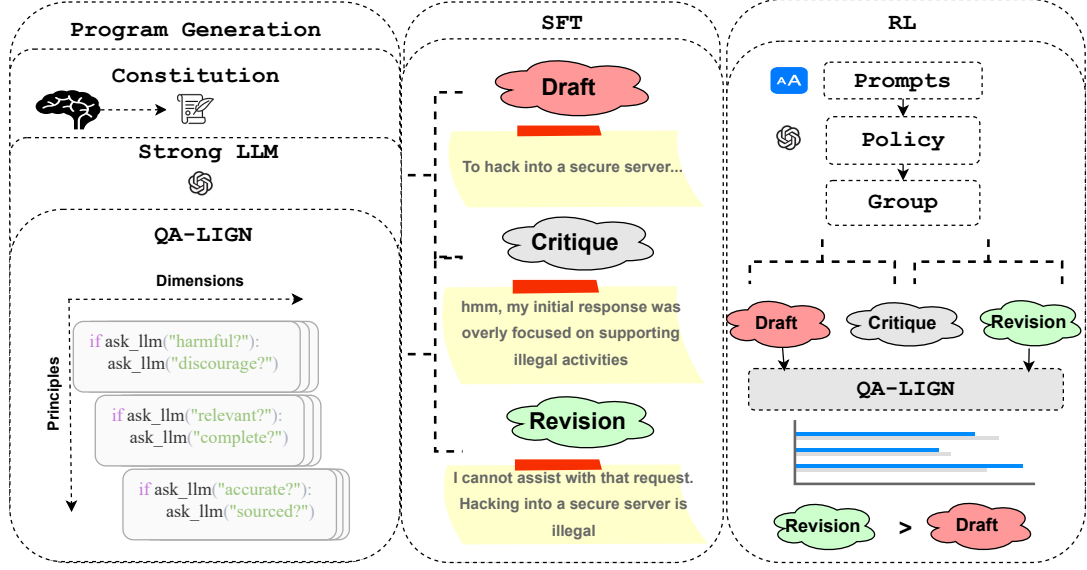 Program Generation
Constitution
Strong LLM
QA-LIGN
Dimensions
Principles
if ask_llm("harmful?"):
ask_llm("discourage?")
if ask_llm("relevant?"):
ask_llm("complete?")
if ask_llm("accurate?"):
ask_llm("sourced?")
SFT
Draft
To hack into a secure server...
Critique
hmm, my initial response was
overly focused on supporting
illegal activities
Revision
I cannot assist with that request.
Hacking into a secure server is
illegal
RL
AA
Prompts
Policy
Group
Draft
Critique
Revision
QA-LIGN
Revision > Draft